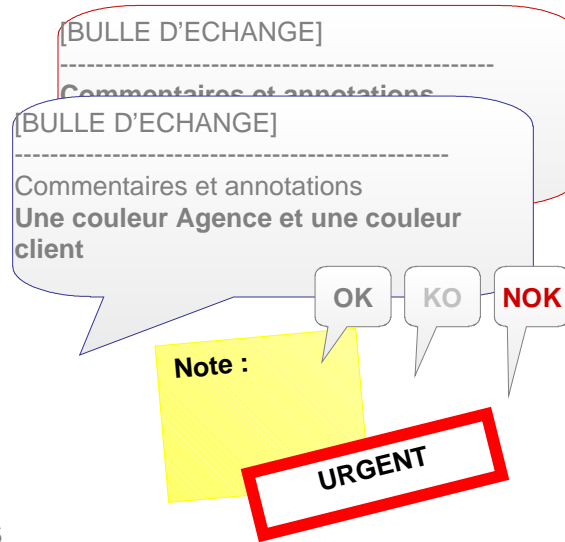 [BULLE D'ECHANGE]
-------------------------------------------------
Commentaires et annotations
[BULLE D'ECHANGE]
-------------------------------------------------
Commentaires et annotations
Une couleur Agence et une couleur
client
OK KO NOK
Note :
URGENT